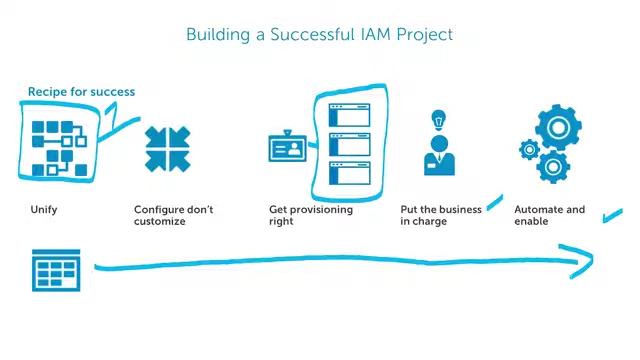 Building a Successful IAM Project
Recipe for success
Unify
Configure don't
customize
Get provisioning
right
Put the business
in charge
Automate and
enable